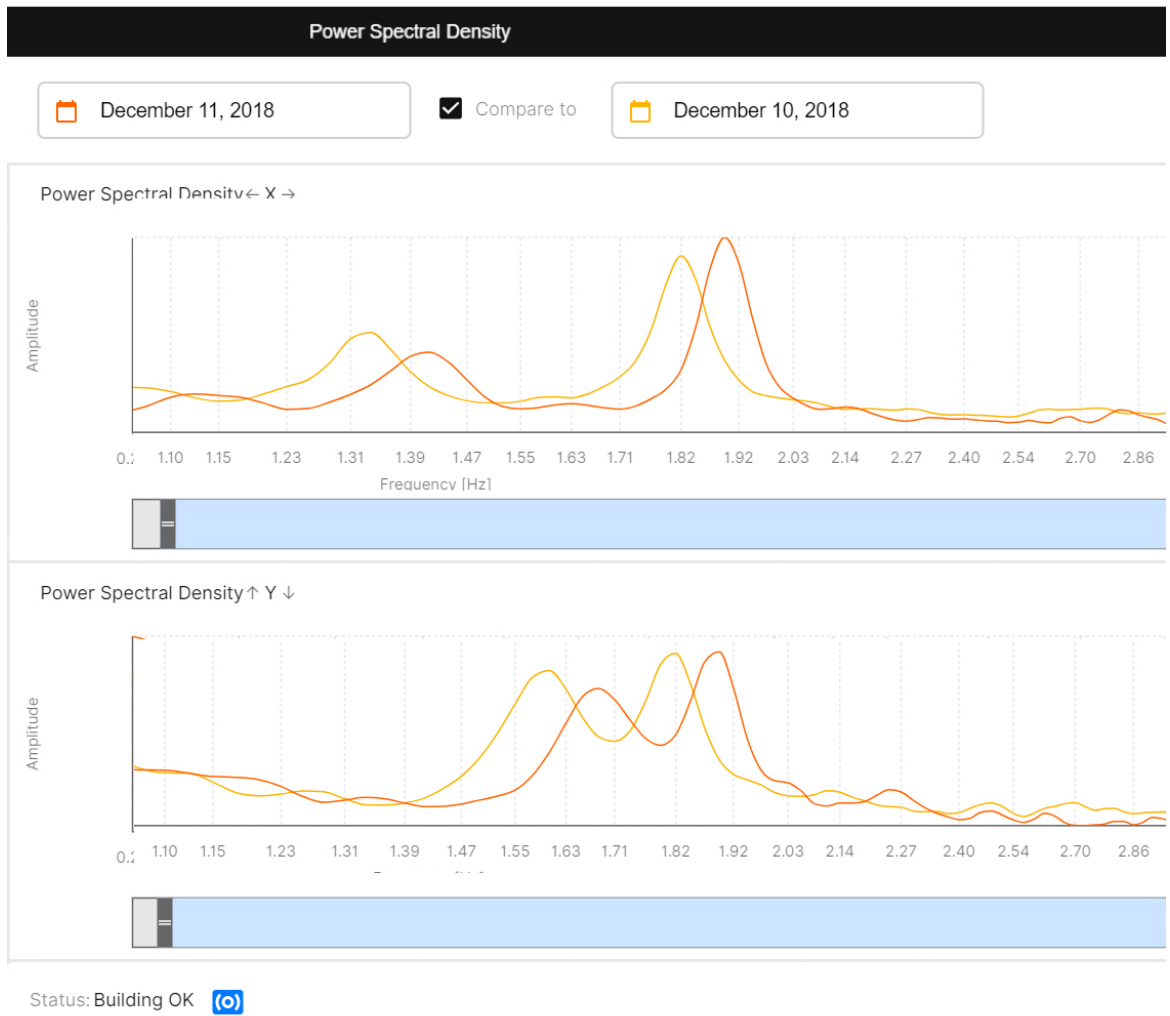 Power Spectral Density
December 11, 2018 Compare to December 10, 2018
Power Spectral Density ← X →
Amplitude
1.10 1.15 1.23 1.31 1.39 1.47 1.55 1.63 1.71 1.82 1.92 2.03 2.14 2.27 2.40 2.54 2.70 2.86
Frequency [Hz]
Power Spectral Density ↑ Y ↓
Amplitude
1.10 1.15 1.23 1.31 1.39 1.47 1.55 1.63 1.71 1.82 1.92 2.03 2.14 2.27 2.40 2.54 2.70 2.86
Status: Building OK